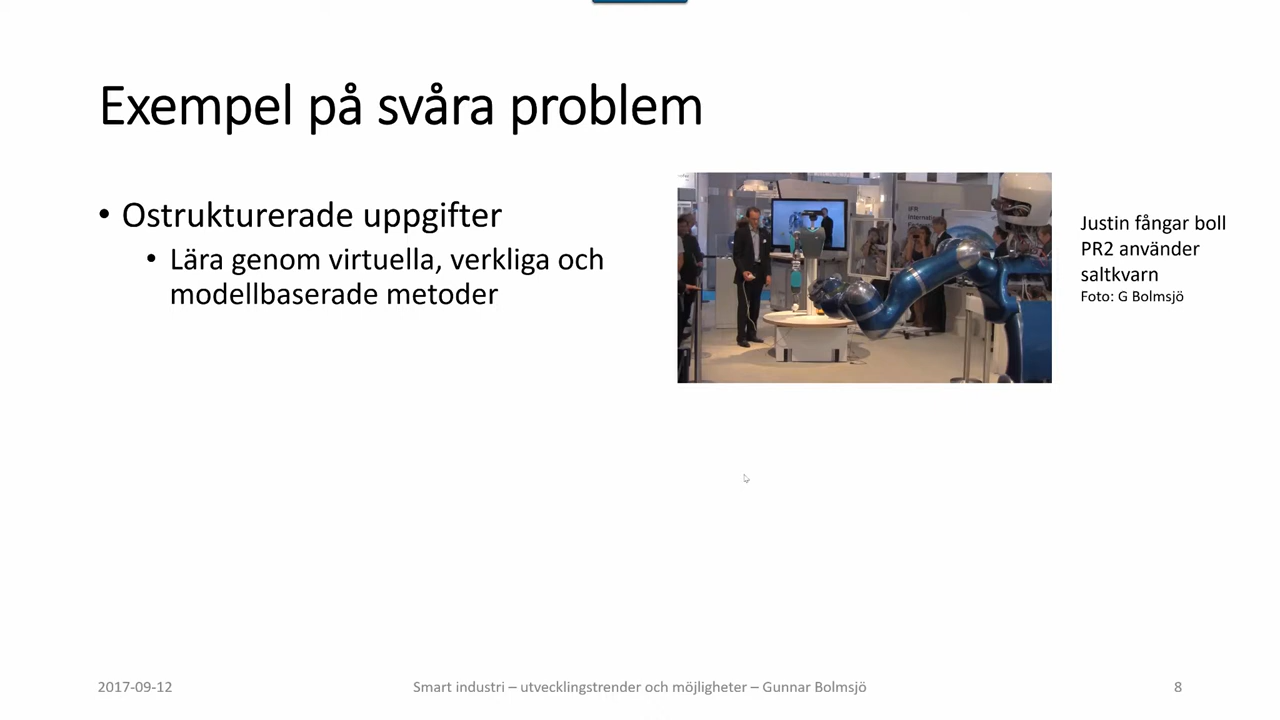 Exempel på svåra problem
• Ostrukturerade uppgifter
• Lära genom virtuella, verkliga och
modellbaserade metoder
IFR
Justin fångar boll
PR2 använder
saltkvarn
Foto: G Bolmsjö
2017-09-12
Smart industri – utvecklingstrender och möjligheter – Gunnar Bolmsjö
8